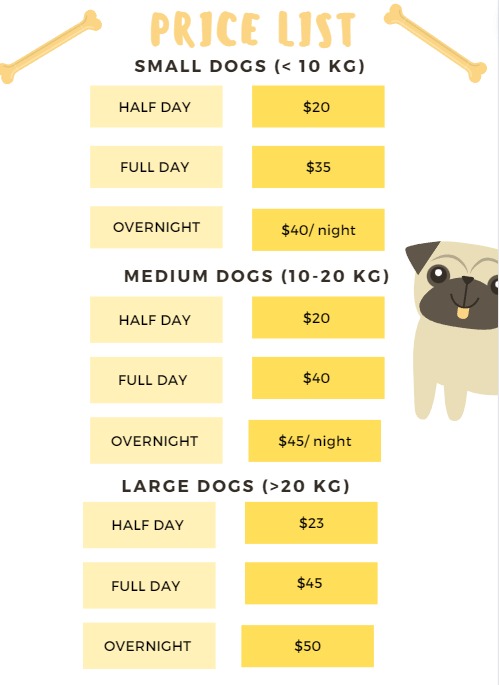 PRICE LIST
SMALL DOGS (< 10 KG)
HALF DAY $20
FULL DAY $35
OVERNIGHT $40/ night
MEDIUM DOGS (10-20 KG)
HALF DAY $20
FULL DAY $40
OVERNIGHT $45/ night
LARGE DOGS (>20 KG)
HALF DAY $23
FULL DAY $45
OVERNIGHT $50